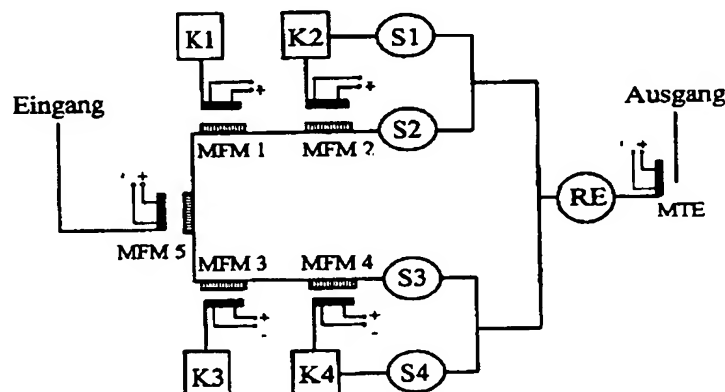 K1
K2
S1
Eingang
Ausgang
+
+
S2
MFM 1
MFM 2
+
+
RE
MTE
MFM 5
MFM 3
MFM 4
S3
+
-
+
-
K3
K4
S4